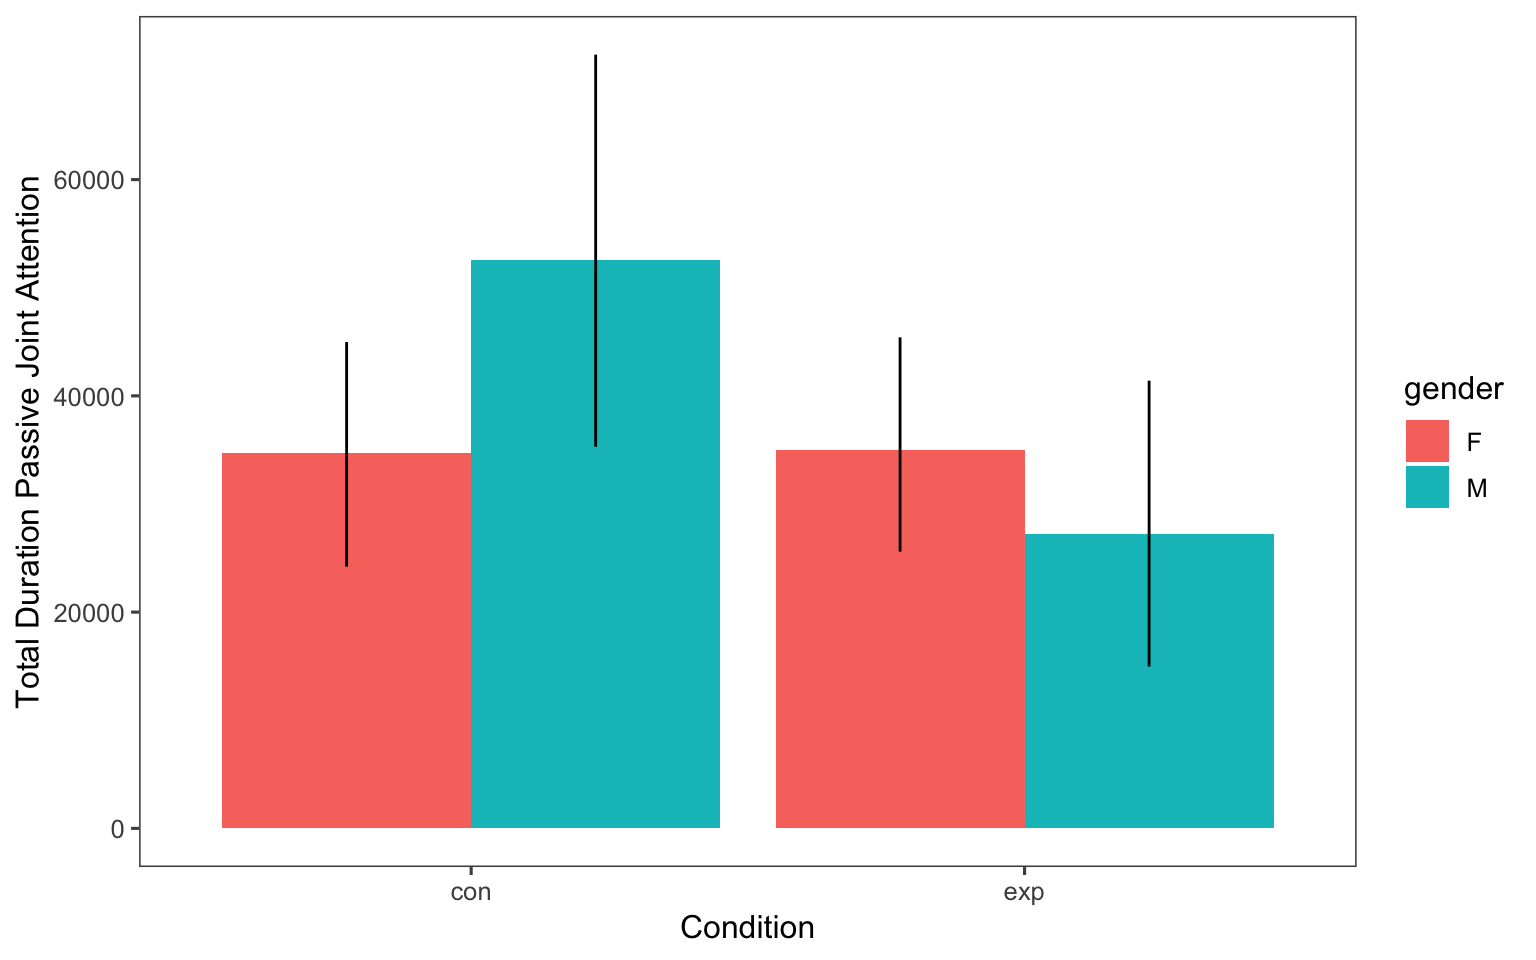 Total Duration Passive Joint Attention
60000
40000
20000
0
con
exp
Condition
gender
F
M